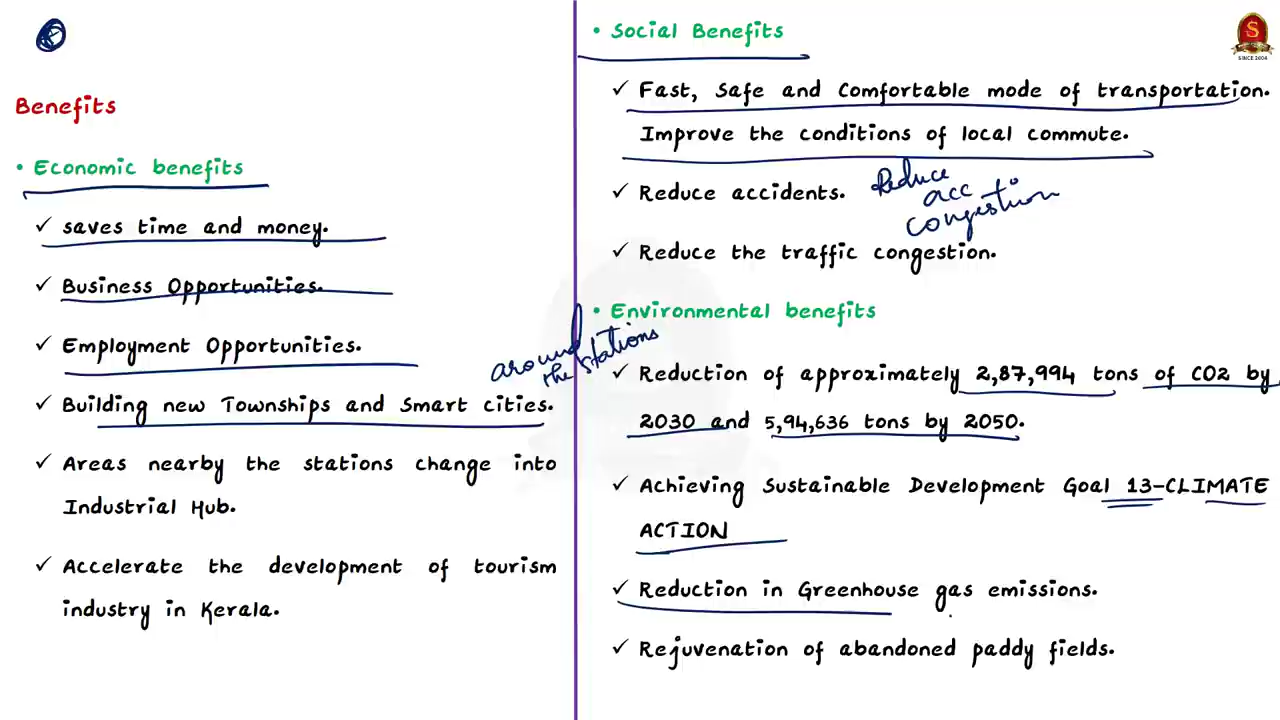 Benefits
• Economic benefits
✓ saves time and money.
✓ Business Opportunities.
✓ Employment Opportunities.
around
the stations
✓ Building new Townships and Smart cities.
✓ Areas nearby the stations change into
Industrial Hub.
✓ Accelerate the development of tourism
industry in Kerala.
• Social Benefits
✓ Fast, Safe and Comfortable mode of transportation.
Improve the conditions of local commute.
✓ Reduce accidents.
Reduce
acc
congestion
✓ Reduce the traffic congestion.
• Environmental benefits
✓ Reduction of approximately 2,87,994 tons of CO2 by
2030 and 5,94,636 tons by 2050.
✓ Achieving Sustainable Development Goal 13-CLIMATE
ACTION
✓ Reduction in Greenhouse gas emissions.
✓ Rejuvenation of abandoned paddy fields.
S
SINCE 2004